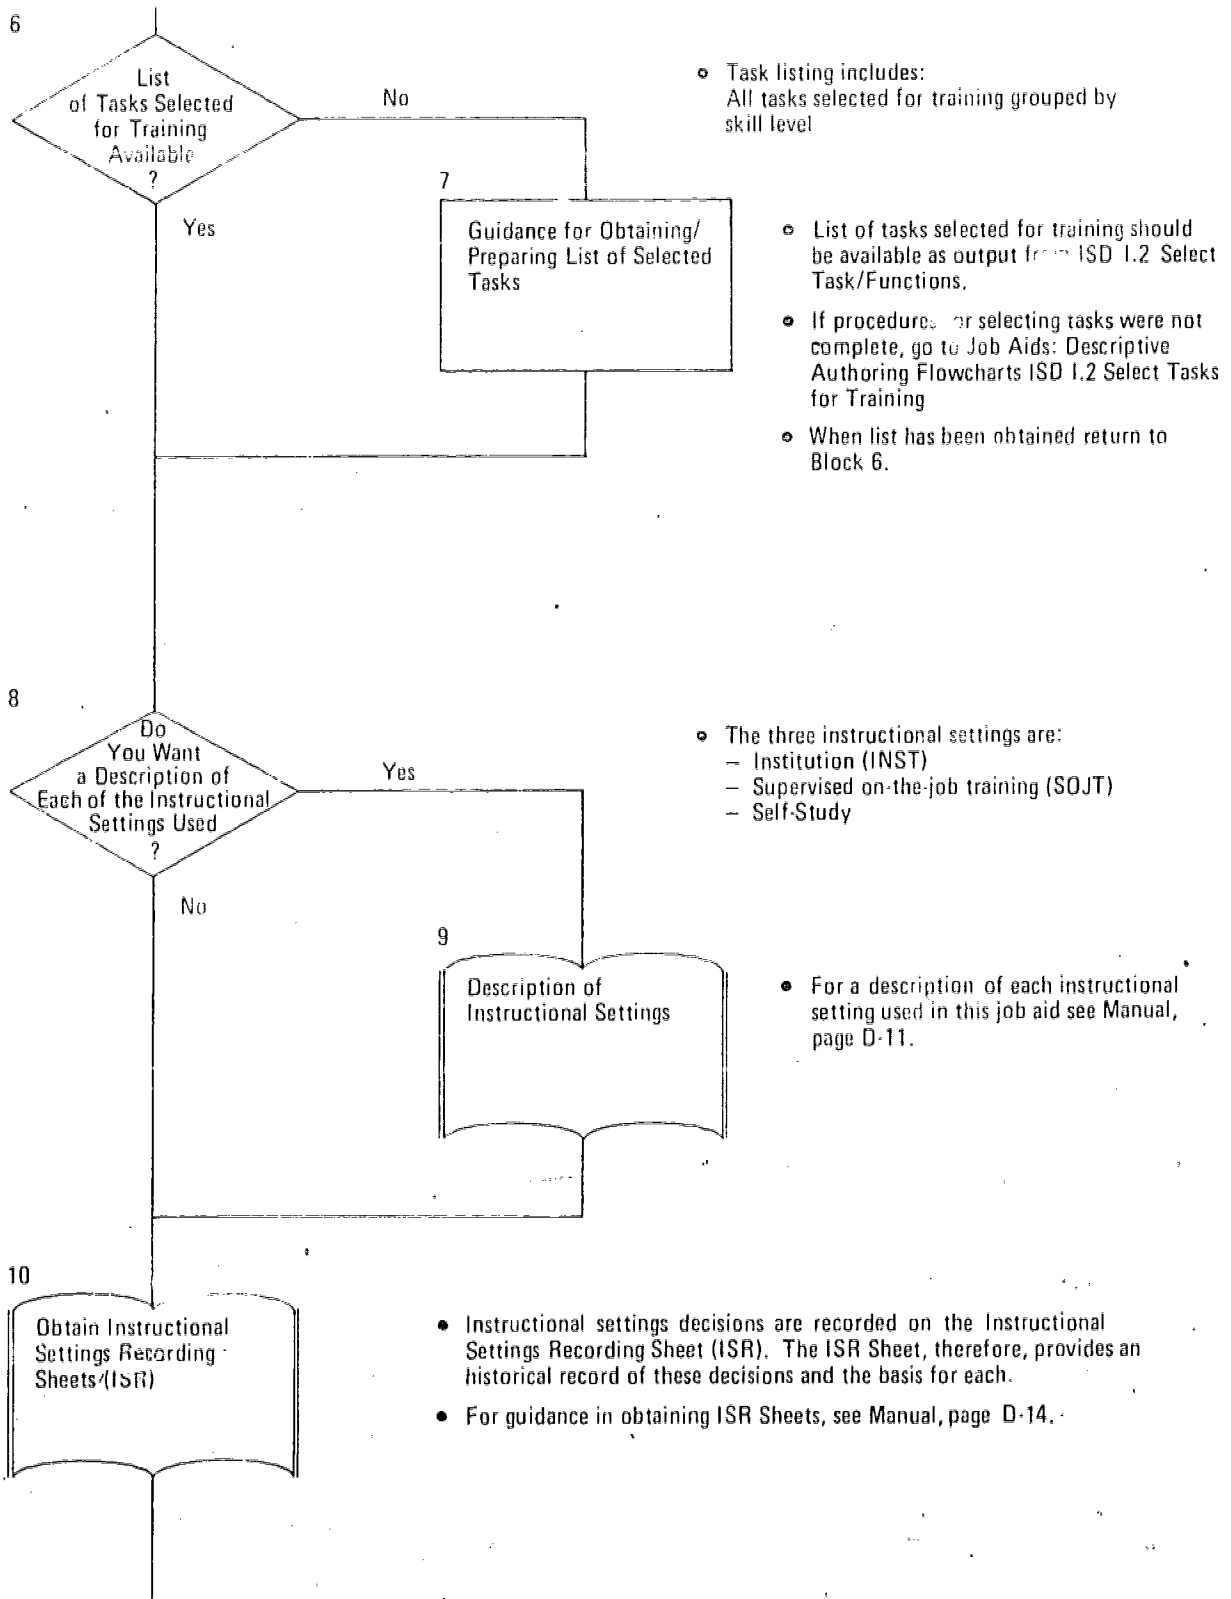 6
List
of Tasks Selected
for Training
Available
?
No
Yes
• Task listing includes:
All tasks selected for training grouped by
skill level
7
Guidance for Obtaining/
Preparing List of Selected
Tasks
• List of tasks selected for training should
be available as output ISD I.2 Select
Task/Functions.
• If selecting tasks were not
complete, go to Job Aids: Descriptive
Authoring Flowcharts ISD I.2 Select Tasks
for Training
• When list has been obtained return to
Block 6.
8
Do
You Want
a Description of
Each of the Instructional
Settings Used
?
Yes
No
• The three instructional settings are:
– Institution (INST)
– Supervised on-the-job training (SOJT)
– Self-Study
9
Description of
Instructional Settings
• For a description of each instructional
setting used in this job aid see Manual,
page D-11.
10
Obtain Instructional
Settings Recording
Sheets (ISR)
• Instructional settings decisions are recorded on the Instructional
Settings Recording Sheet (ISR). The ISR Sheet, therefore, provides an
historical record of these decisions and the basis for each.
• For guidance in obtaining ISR Sheets, see Manual, page D-14.